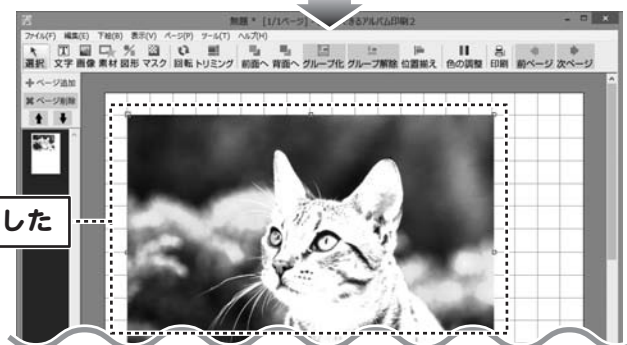 無題 * [1/1ページ] - できるアルバム印刷2
ファイル(F) 編集(E) 下絵(B) 表示(V) ページ(P) ツール(T) ヘルプ(H)
選択 文字 画像 素材 図形 マスク 回転 トリミング 前面へ 背面へ グループ化 グループ解除 位置揃え 色の調整 印刷 前ページ 次ページ
ページ追加
ページ削除
した